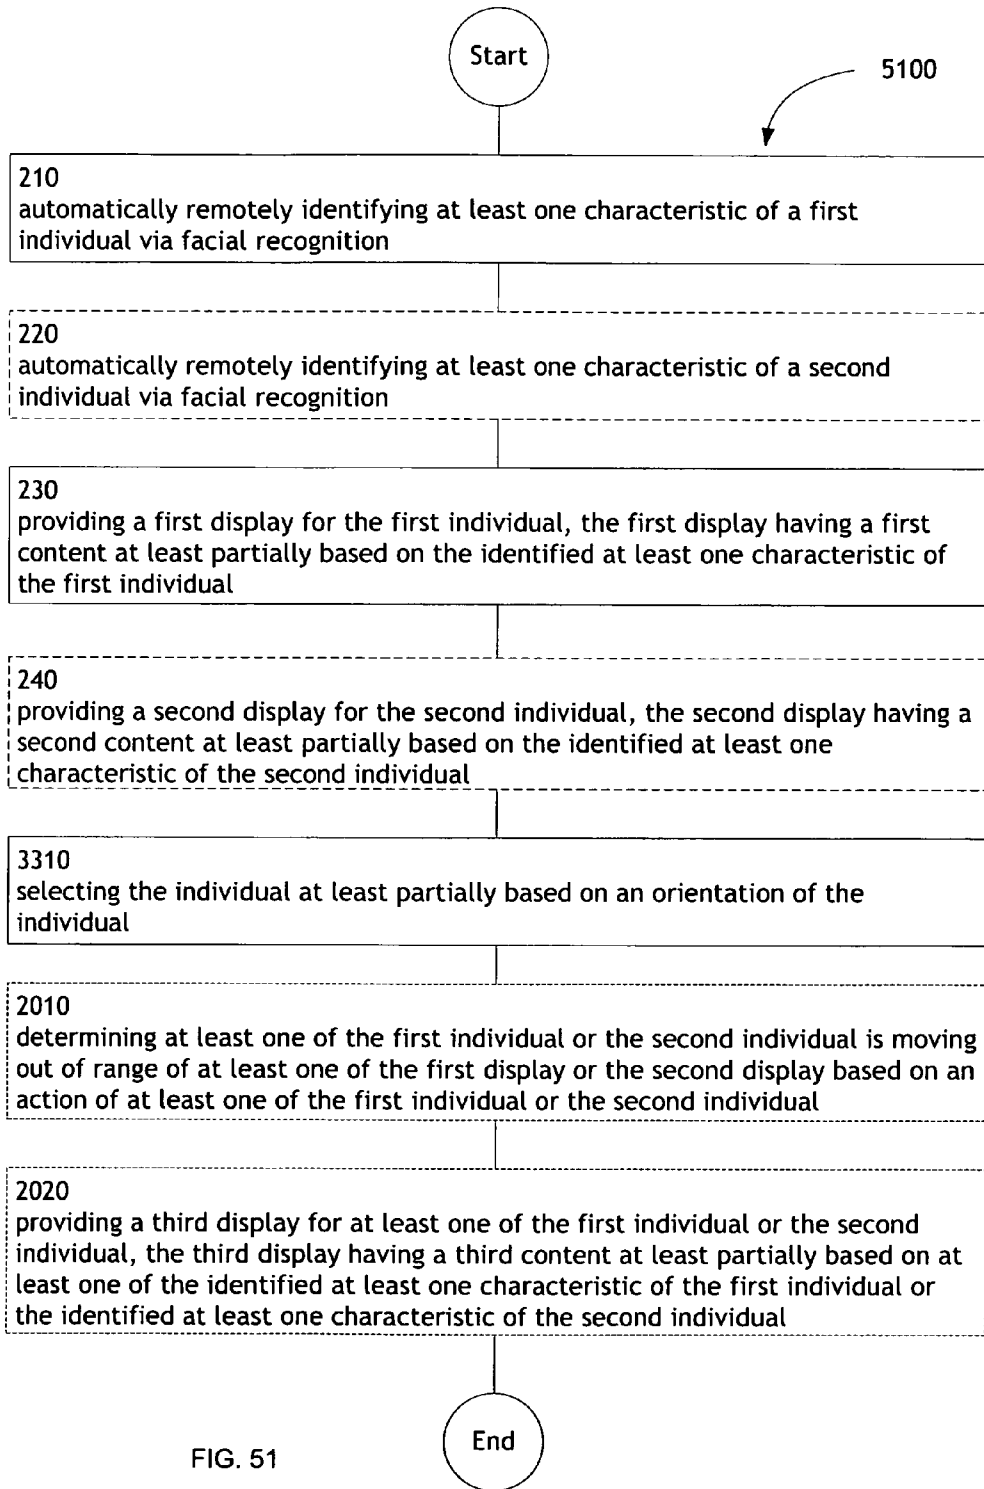 Start
5100
210
automatically remotely identifying at least one characteristic of a first
individual via facial recognition
220
automatically remotely identifying at least one characteristic of a second
individual via facial recognition
230
providing a first display for the first individual, the first display having a first
content at least partially based on the identified at least one characteristic of
the first individual
240
providing a second display for the second individual, the second display having a
second content at least partially based on the identified at least one
characteristic of the second individual
3310
selecting the individual at least partially based on an orientation of the
individual
2010
determining at least one of the first individual or the second individual is moving
out of range of at least one of the first display or the second display based on an
action of at least one of the first individual or the second individual
2020
providing a third display for at least one of the first individual or the second
individual, the third display having a third content at least partially based on at
least one of the identified at least one characteristic of the first individual or
the identified at least one characteristic of the second individual
End
FIG. 51